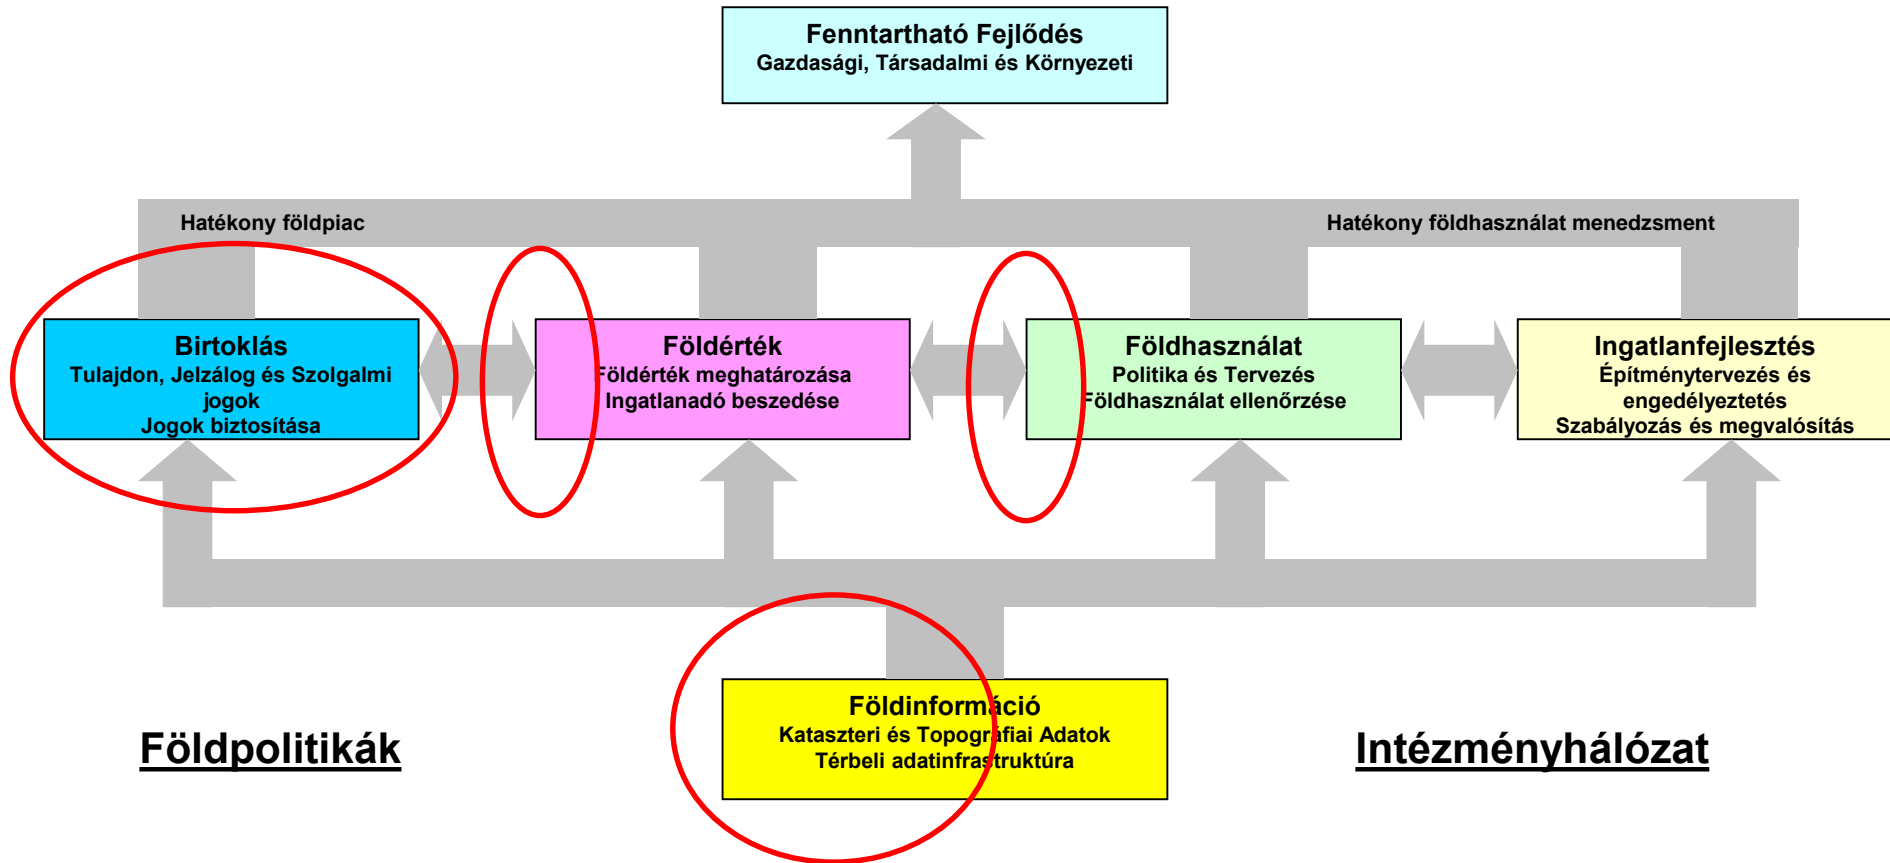 Fenntartható Fejlődés
Gazdasági, Társadalmi és Környezeti
Hatékony földpiac
Hatékony földhasználat menedzsment
Birtoklás
Tulajdon, Jelzálog és Szolgalmi
jogok
Jogok biztosítása
Földérték
Földérték meghatározása
Ingatlanadó beszedése
Földhasználat
Politika és Tervezés
Földhasználat ellenőrzése
Ingatlanfejlesztés
Építménytervezés és
engedélyeztetés
Szabályozás és megvalósítás
Földinformáció
Kataszteri és Topográfiai Adatok
Térbeli adatinfrastruktúra
Földpolitikák
Intézményhálózat